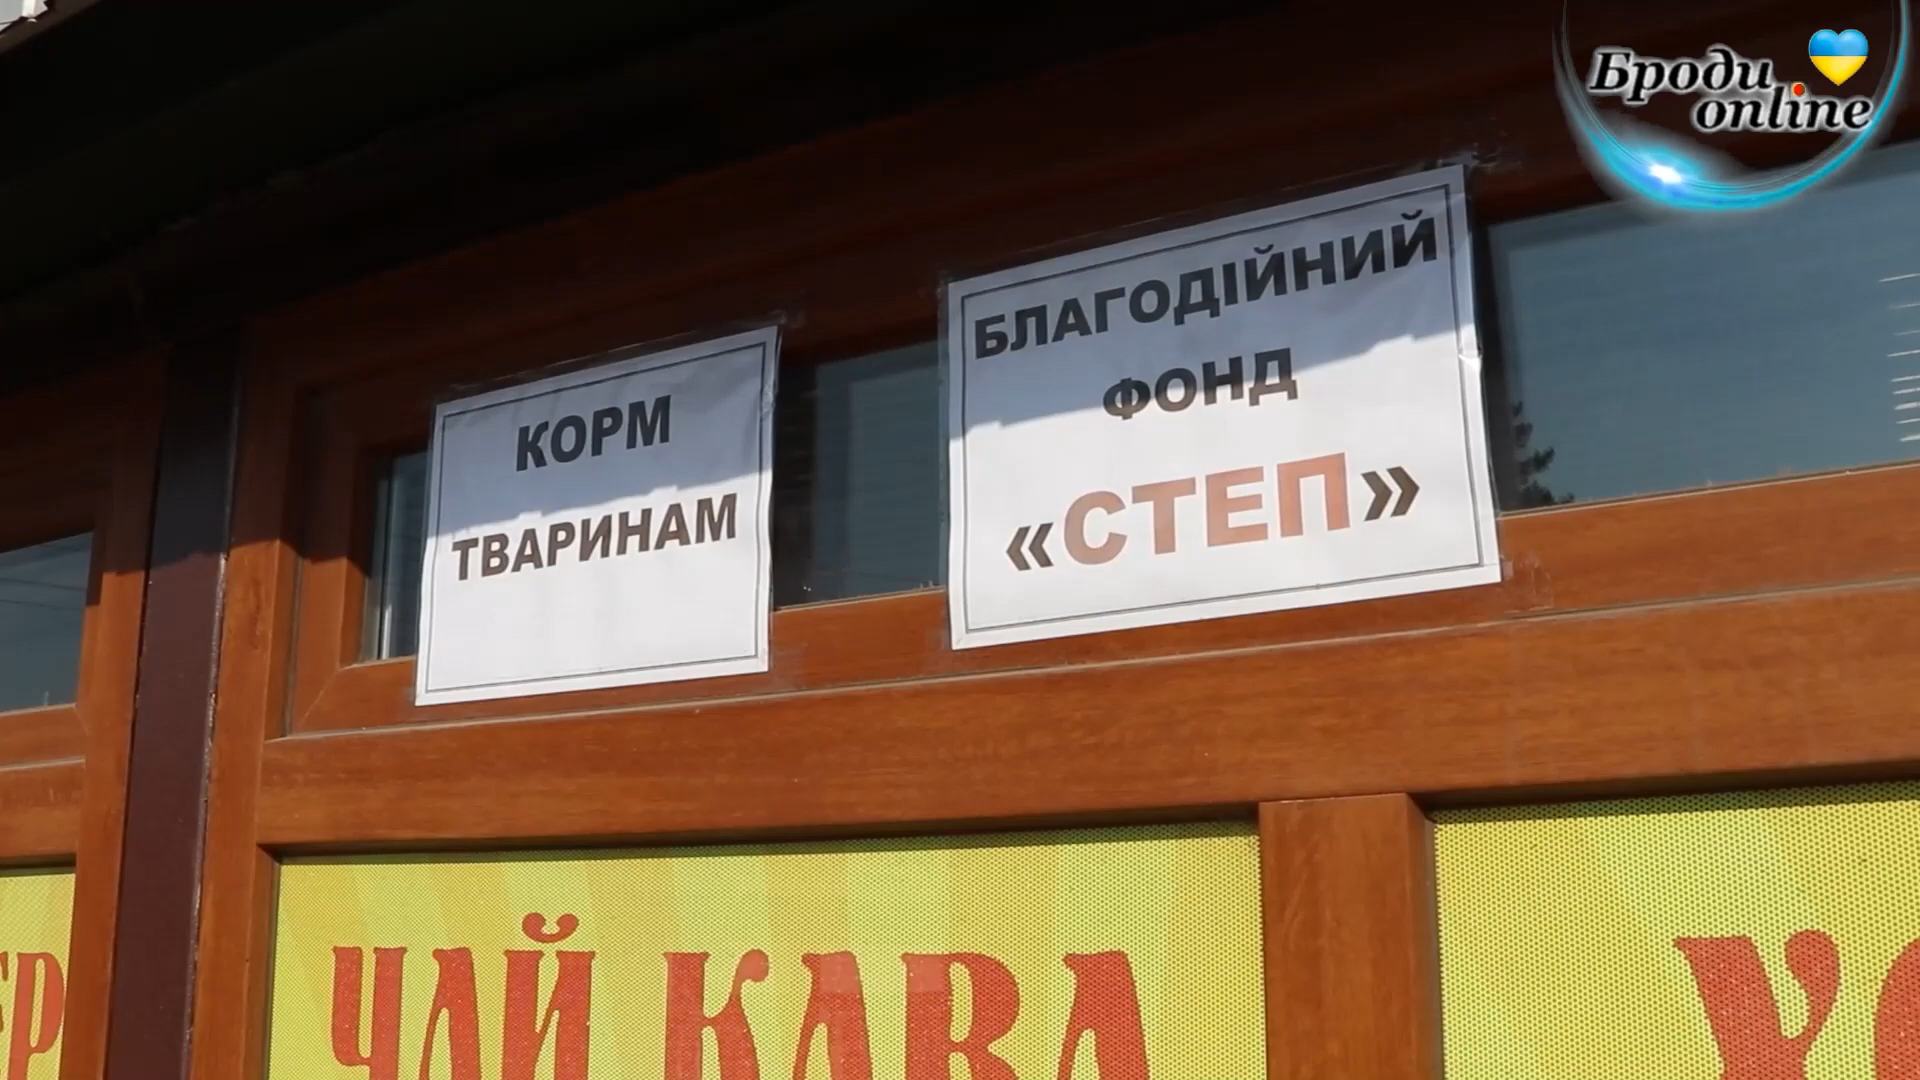 Броди
online
КОРМ
ТВАРИНАМ
БЛАГОДІЙНИЙ
ФОНД
«СТЕП»
ЧАЙ КАВА